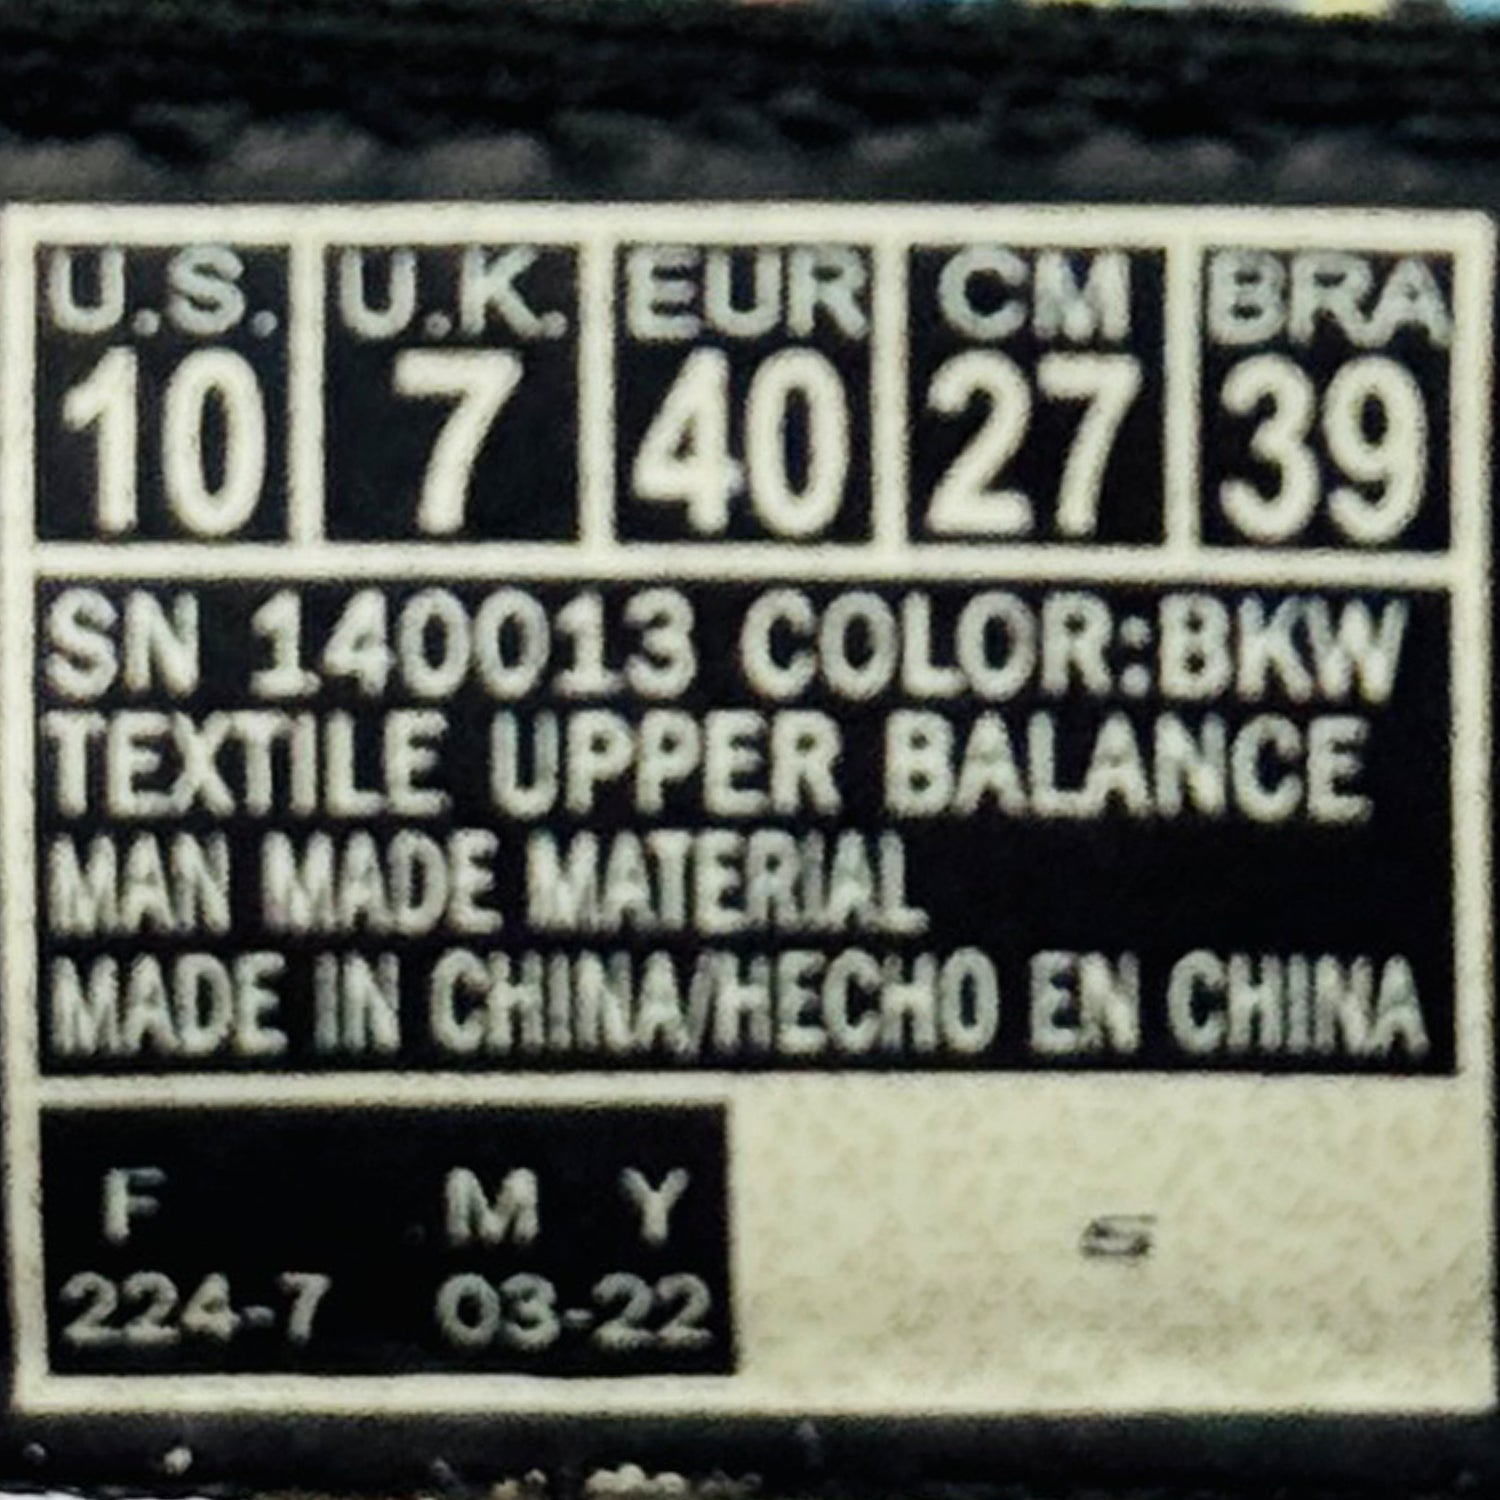 U.S. U.K. EUR CM BRA
10 7 40 27 39
SN 140013 COLOR:BKW
TEXTILE UPPER BALANCE
MAN MADE MATERIAL
MADE IN CHINA/HECHO EN CHINA
F M Y
224-7 03-22
S